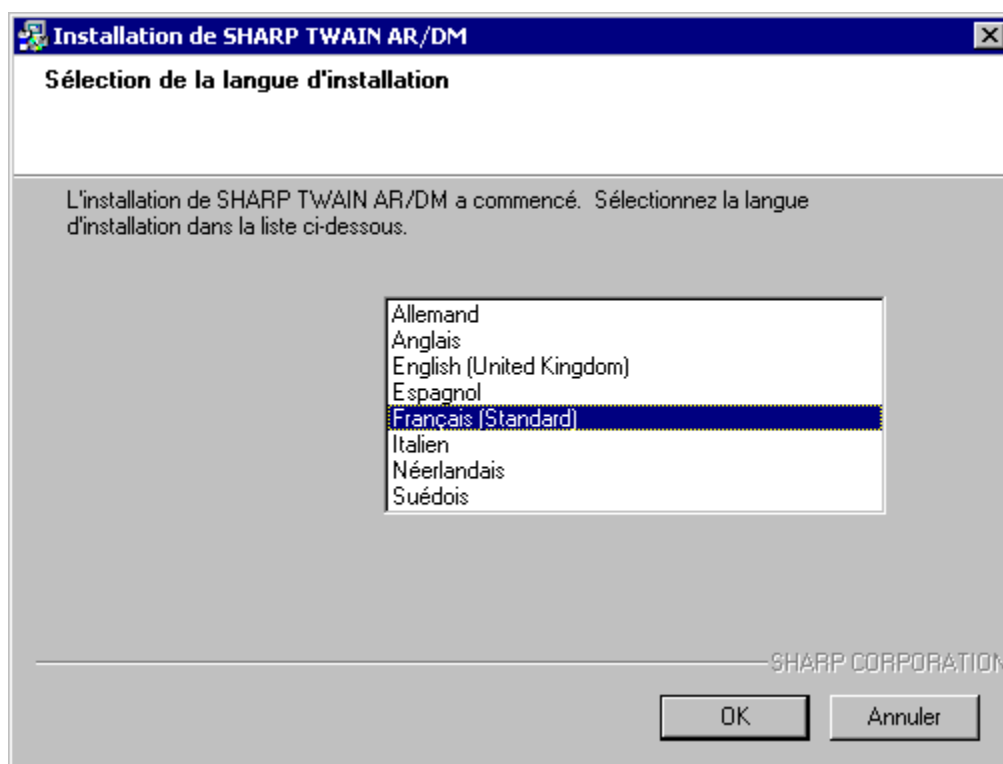 Installation de SHARP TWAIN AR/DM
Sélection de la langue d'installation
L'installation de SHARP TWAIN AR/DM a commencé.  Sélectionnez la langue
d'installation dans la liste ci-dessous.
Allemand
Anglais
English (United Kingdom)
Espagnol
Français (Standard)
Italien
Néerlandais
Suédois
SHARP CORPORATION
OK
Annuler